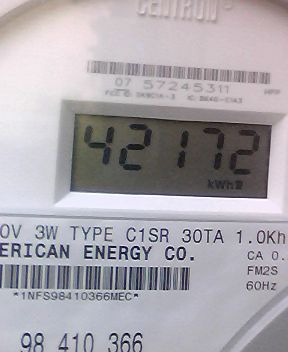 CENTRON®
07 57245311
42172
kWh
0V 3W TYPE C1SR 30TA 1.0Kh
ERICAN ENERGY CO.
CA 0.
FM2S
*1NFS98410366MEC*
60Hz
98 410 366